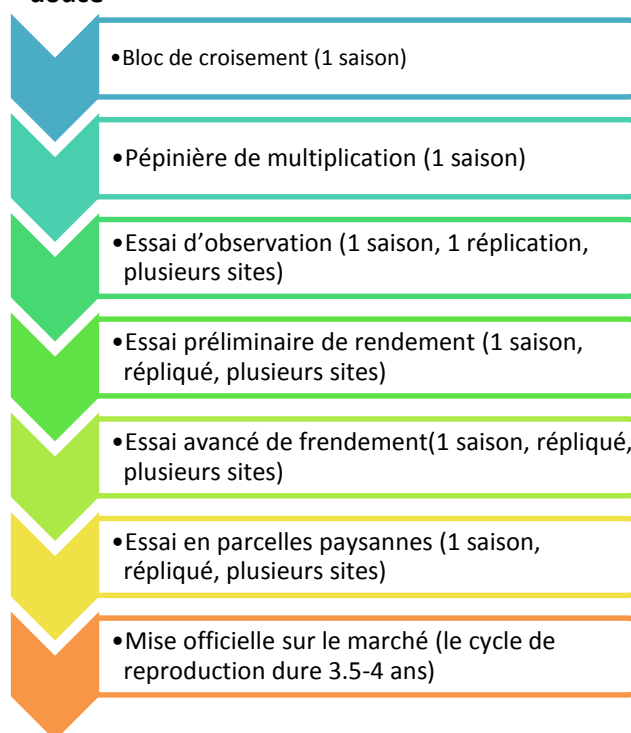 douce
•Bloc de croisement (1 saison)
•Pépinière de multiplication (1 saison)
•Essai d’observation (1 saison, 1 réplication,
plusieurs sites)
•Essai préliminaire de rendement (1 saison,
répliqué, plusieurs sites)
•Essai avancé de frendement(1 saison, répliqué,
plusieurs sites)
•Essai en parcelles paysannes (1 saison,
répliqué, plusieurs sites)
•Mise officielle sur le marché (le cycle de
reproduction dure 3.5-4 ans)